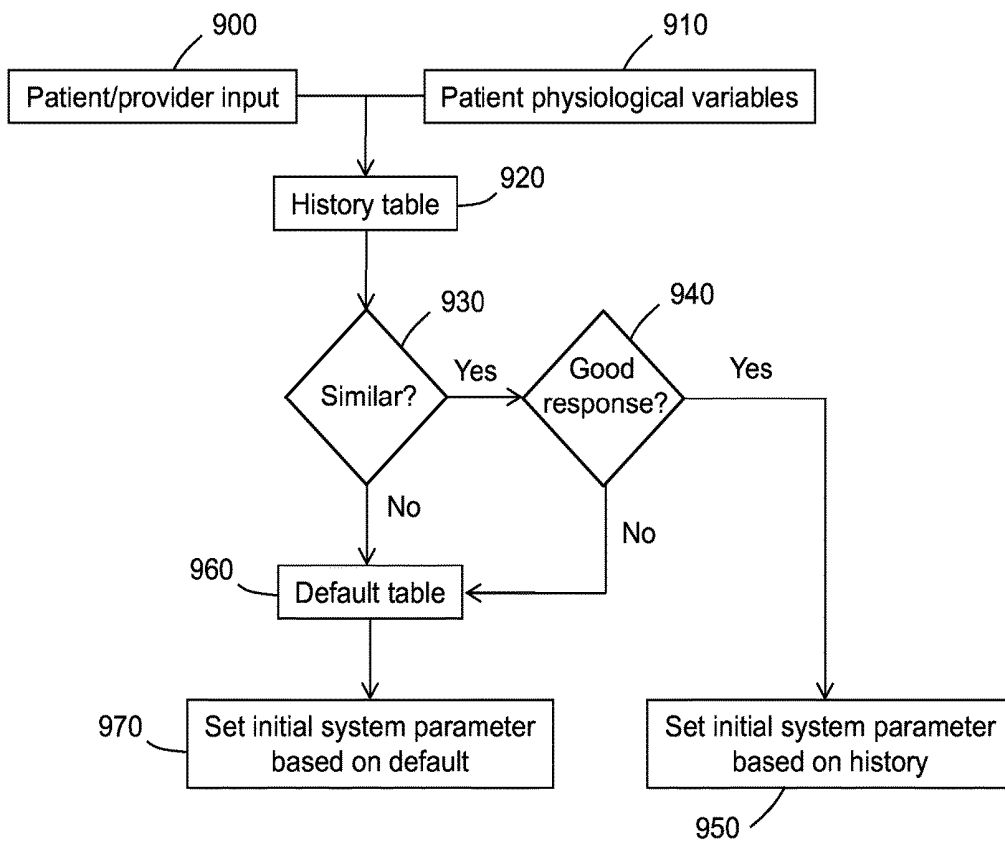 900
910
Patient/provider input
Patient physiological variables
920
History table
930
940
Similar?
Yes
Good
response?
Yes
No
No
960
Default table
970
Set initial system parameter
based on default
Set initial system parameter
based on history
950